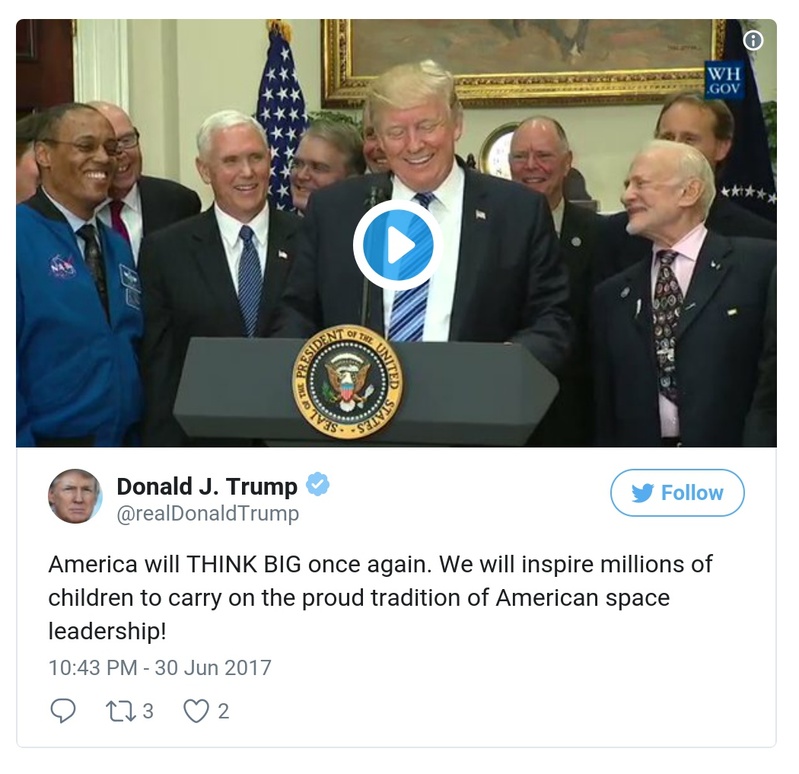 WH
.GOV
NASA
SEAL OF THE PRESIDENT OF THE UNITED STATES
Donald J. Trump
@realDonaldTrump
Follow
America will THINK BIG once again. We will inspire millions of
children to carry on the proud tradition of American space
leadership!
10:43 PM - 30 Jun 2017
3
2